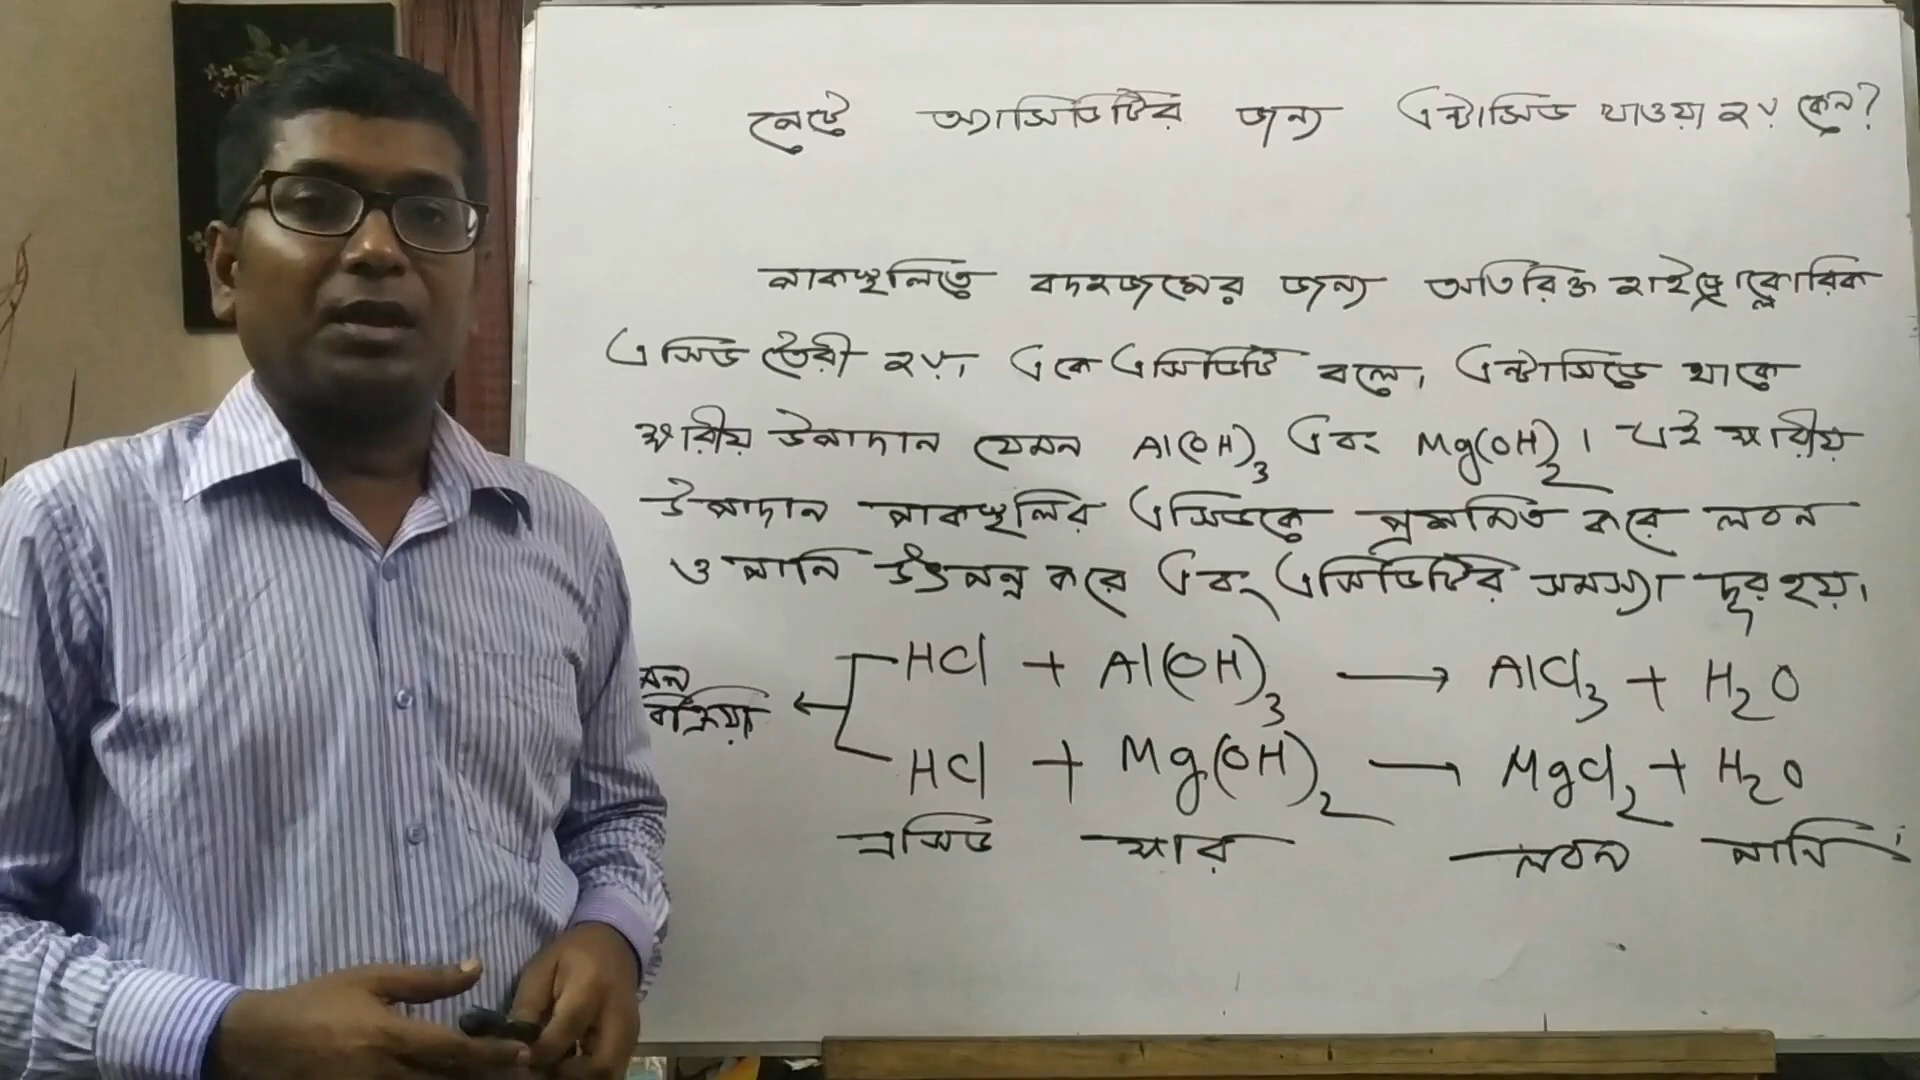 পেটে অ্যাসিডিটির জন্য এন্টাসিড খাওয়া হয় কেন?
পাকস্থলিতে বদহজমের জন্য অতিরিক্ত হাইড্রোক্লোরিক
এসিড তৈরী হয়। একে এসিডিটি বলে। এন্টাসিডে থাকে
ক্ষারীয় উপাদান যেমন Al(OH)₃ এবং Mg(OH)₂। এই ক্ষারীয়
উপাদান পাকস্থলির এসিডকে প্রশমিত করে লবন
ও পানি উৎপন্ন করে এবং এসিডিটির সমস্যা দূর হয়।
HCl + Al(OH)₃ → AlCl₃ + H₂O
বিক্রিয়া ←
HCl + Mg(OH)₂ → MgCl₂ + H₂O
এসিড ক্ষার লবন পানি